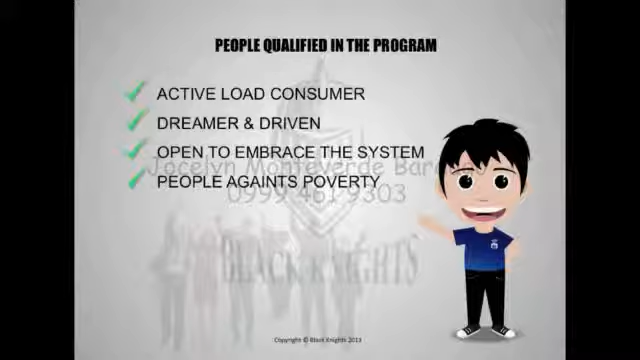 PEOPLE QUALIFIED IN THE PROGRAM
ACTIVE LOAD CONSUMER
DREAMER & DRIVEN
OPEN TO EMBRACE THE SYSTEM
Jocelyn Monteverde
PEOPLE AGAINTS POVERTY
0999 461 9303
BLACK KNIGHTS
Copyright © Black Knights 2013